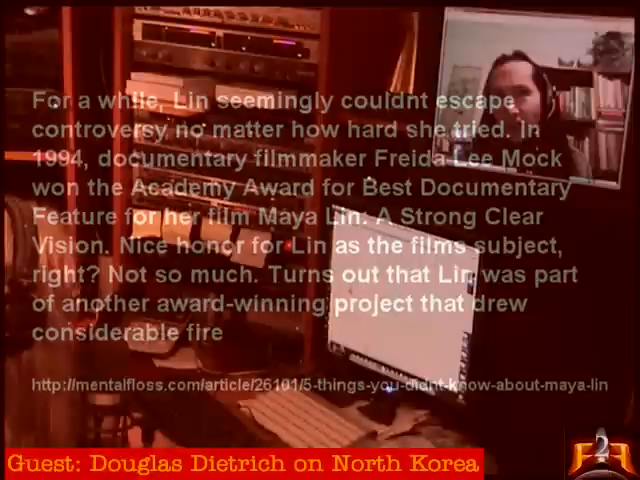 For a while, Lin seemingly couldnt escape
controversy no matter how hard she tried. In
1994, documentary filmmaker Freida Lee Mock
won the Academy Award for Best Documentary
Feature for her film Maya Lin: A Strong Clear
Vision. Nice honor for Lin as the films subject,
right? Not so much. Turns out that Lin was part
of another award-winning project that drew
considerable fire
http://mentalfloss.com/article/26101/5-things-you-didnt-know-about-maya-lin
Guest: Douglas Dietrich on North Korea
F2F